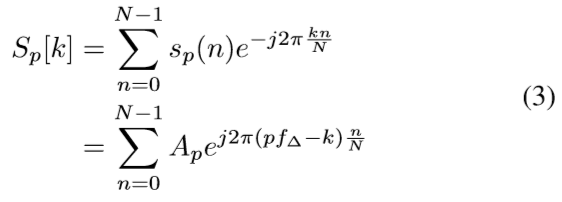 S_p[k] = \sum_{n=0}^{N-1} s_p(n) e^{-j2\pi \frac{kn}{N}}
= \sum_{n=0}^{N-1} A_p e^{j2\pi (p f_\Delta - k) \frac{n}{N}} (3)